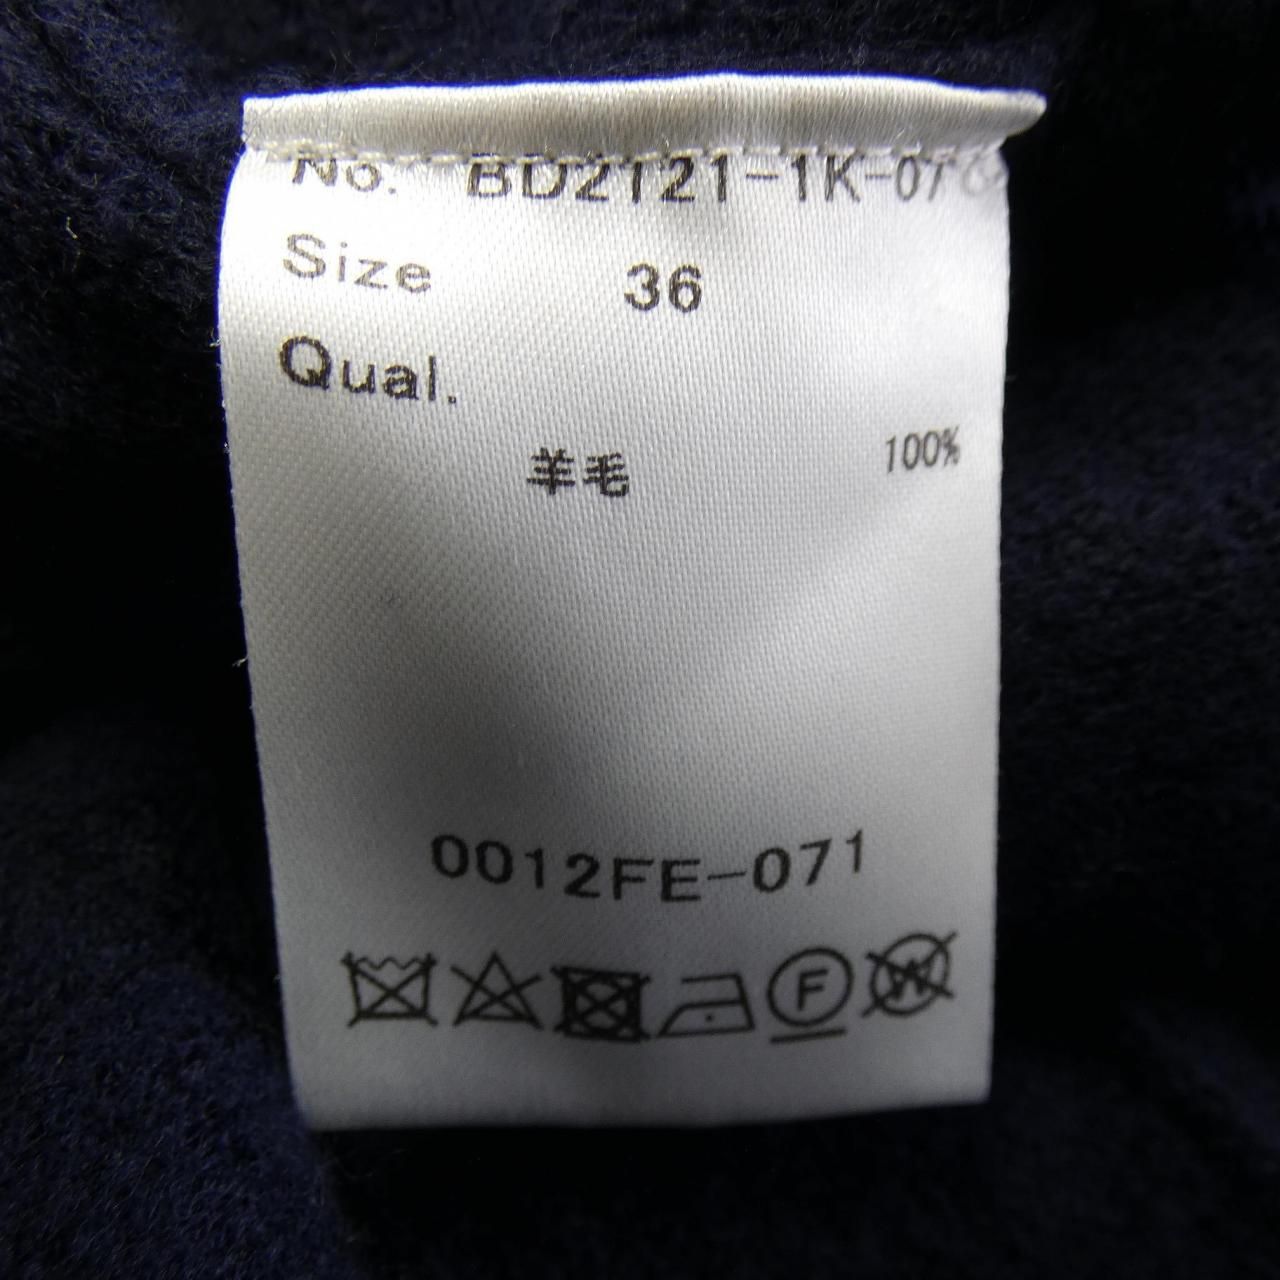 No. BD2121-1K-07
Size 36
Qual.
羊毛 100%
0012FE-071
F W